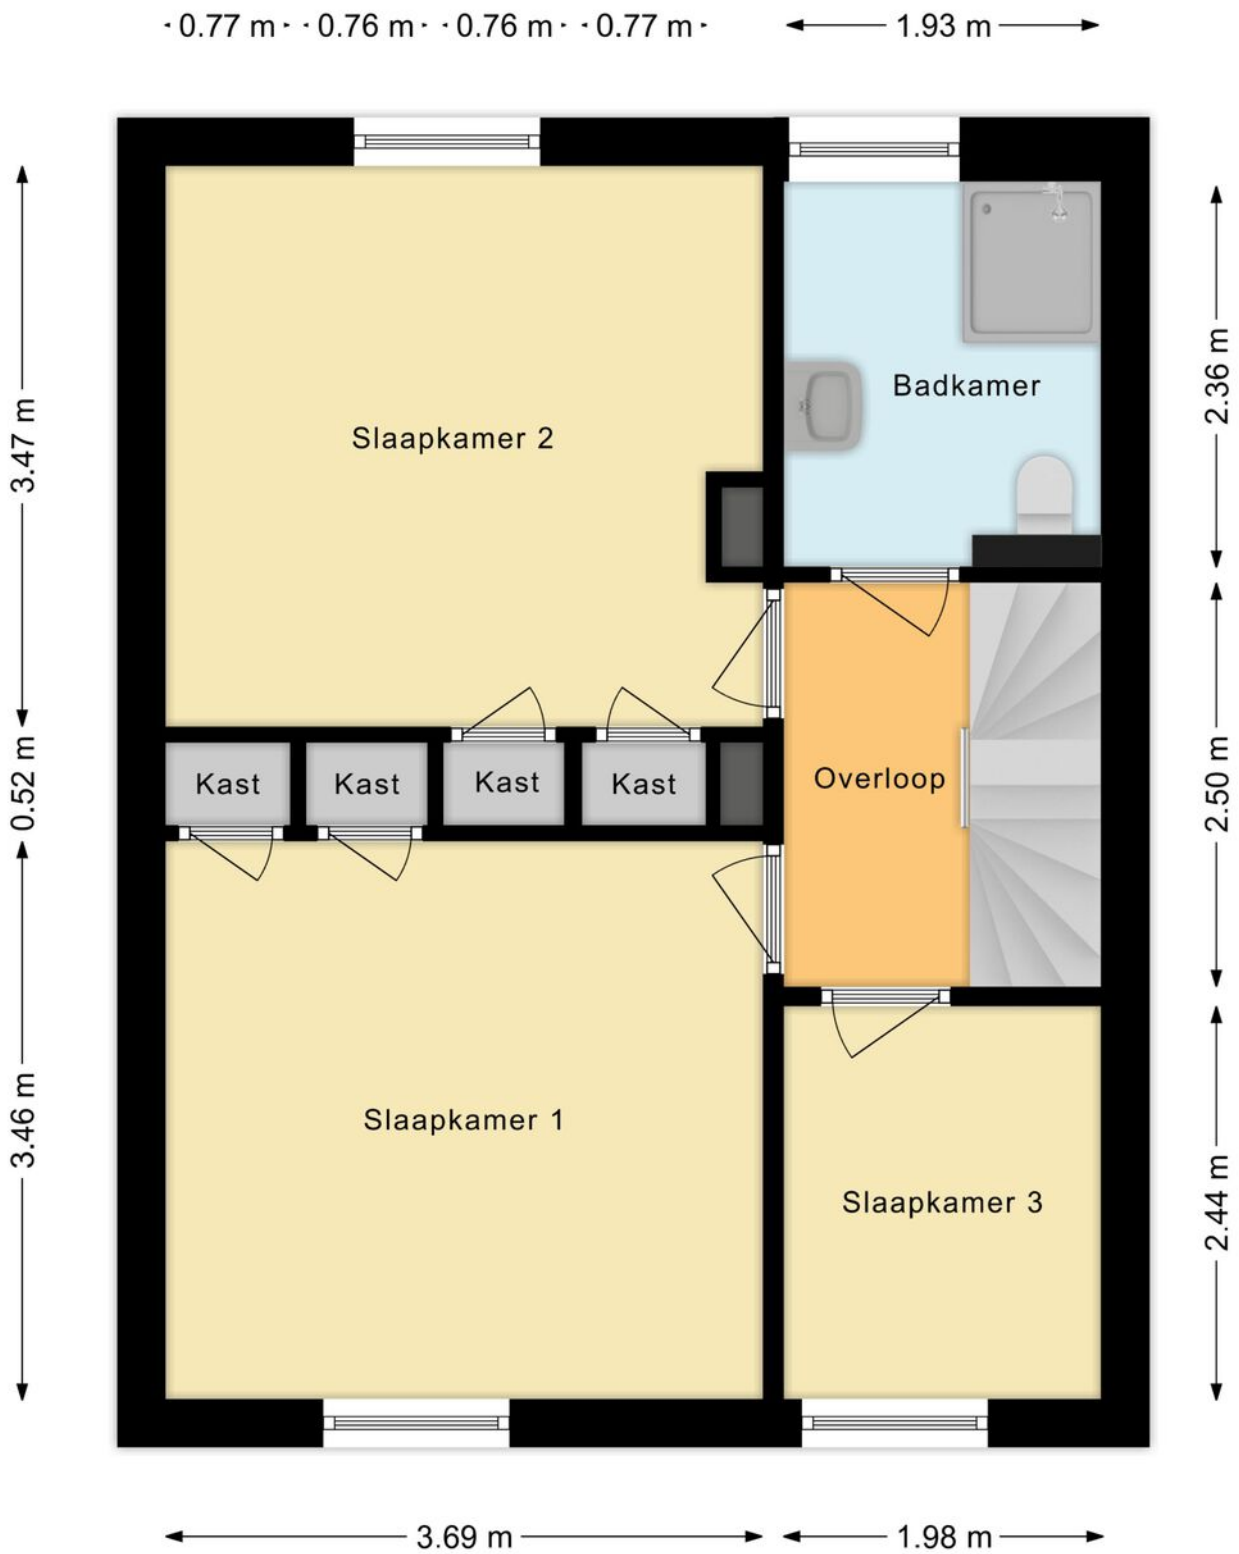 0.77 m 0.76 m 0.76 m 0.77 m 1.93 m
3.47 m
2.36 m
Badkamer
Slaapkamer 2
0.52 m
2.50 m
Kast Kast Kast Kast
Overloop
3.46 m
Slaapkamer 1
2.44 m
Slaapkamer 3
3.69 m 1.98 m